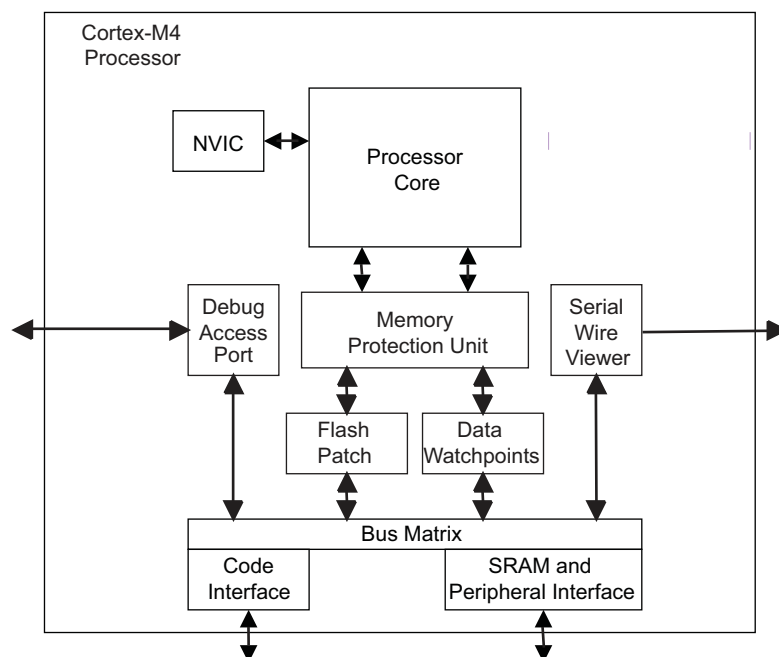 Cortex-M4
Processor
NVIC
Processor
Core
Debug
Access
Port
Memory
Protection Unit
Serial
Wire
Viewer
Flash
Patch
Data
Watchpoints
Bus Matrix
Code
Interface
SRAM and
Peripheral Interface